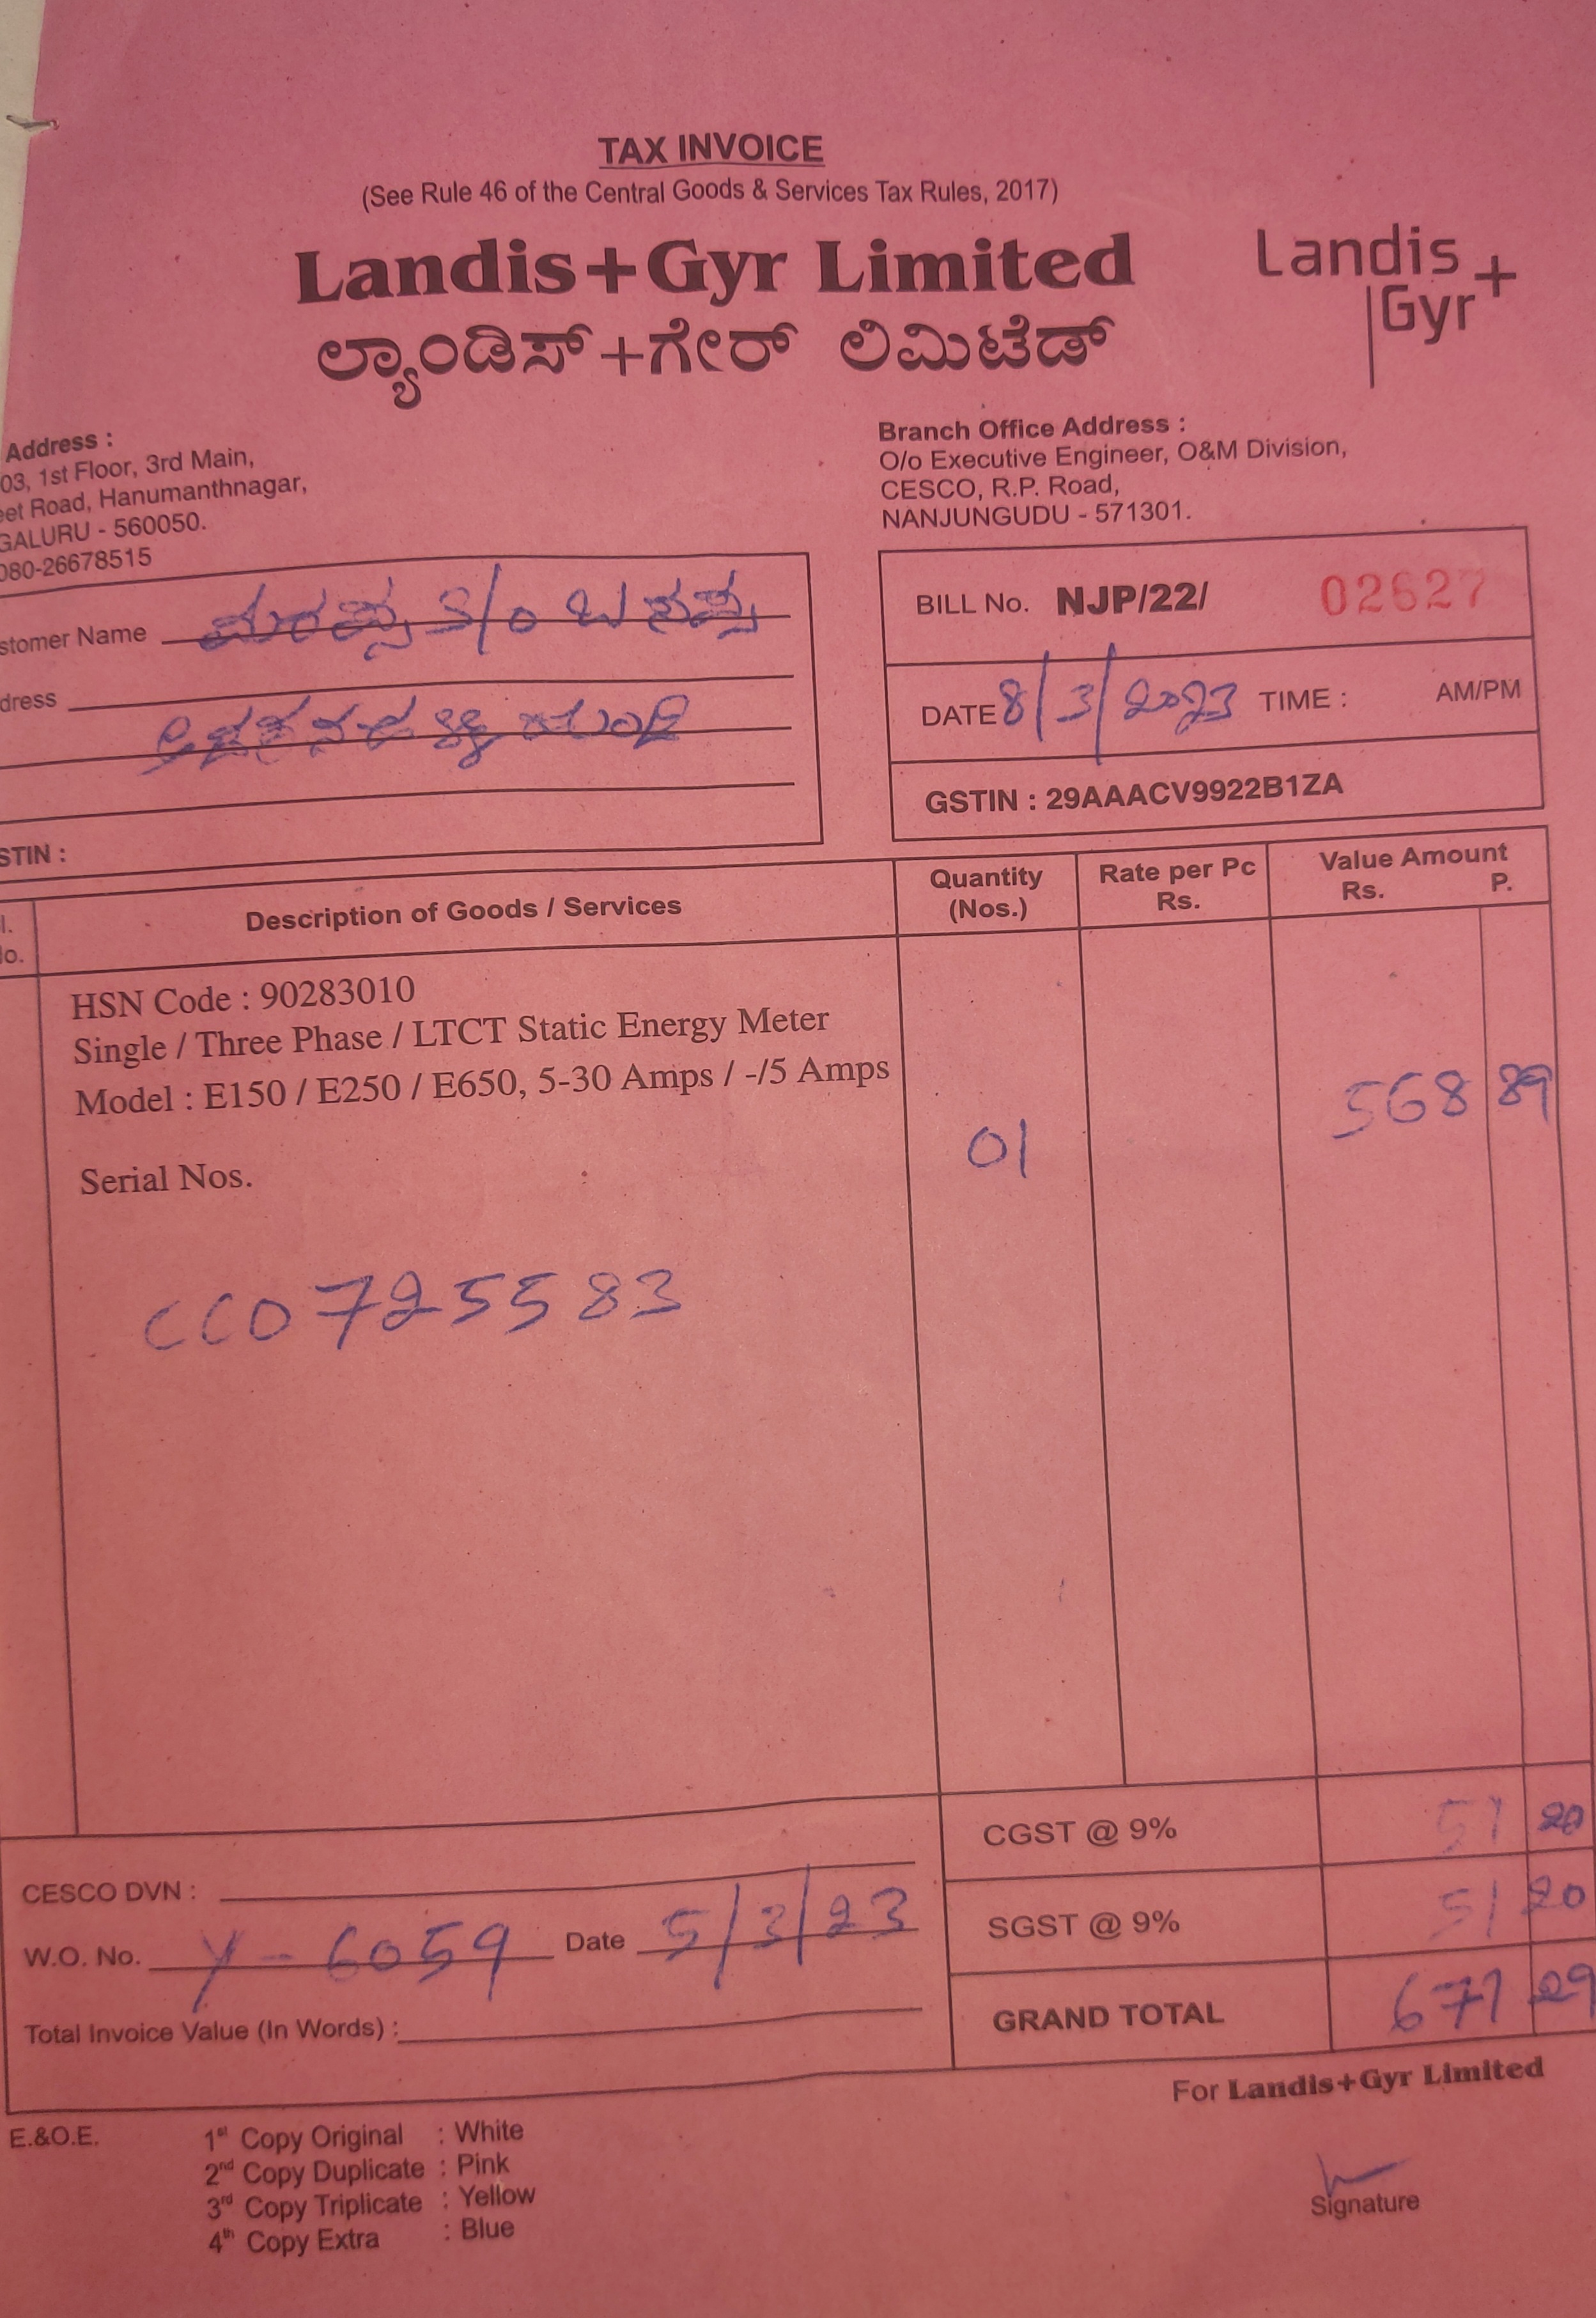 TAX INVOICE
(See Rule 46 of the Central Goods & Services Tax Rules, 2017)
Landis+Gyr Limited
ಲ್ಯಾಂಡಿಸ್+ಗೇರ್ ಲಿಮಿಟೆಡ್
Landis
Gyr+
Address :
03, 1st Floor, 3rd Main,
eet Road, Hanumanthnagar,
GALURU - 560050.
080-26678515
Branch Office Address :
O/o Executive Engineer, O&M Division,
CESCO, R.P. Road,
NANJUNGUDU - 571301.
stomer Name S/o ಬಸಪ್ಪ
dress
STIN :
BILL No. NJP/22/ 02627
DATE 8/3/2023 TIME : AM/PM
GSTIN : 29AAACV9922B1ZA
l. No. Description of Goods / Services Quantity (Nos.) Rate per Pc Rs. Value Amount Rs. P.
HSN Code : 90283010
Single / Three Phase / LTCT Static Energy Meter
Model : E150 / E250 / E650, 5-30 Amps / -/5 Amps
01 568 89
Serial Nos.
CC0725583
CGST @ 9% 51 20
SGST @ 9% 51 20
GRAND TOTAL 671 29
CESCO DVN :
W.O. No. Y-6059 Date 5/3/23
Total Invoice Value (In Words) :
For Landis+Gyr Limited
E.&O.E.
1st Copy Original : White
2nd Copy Duplicate : Pink
3rd Copy Triplicate : Yellow
4th Copy Extra : Blue
Signature